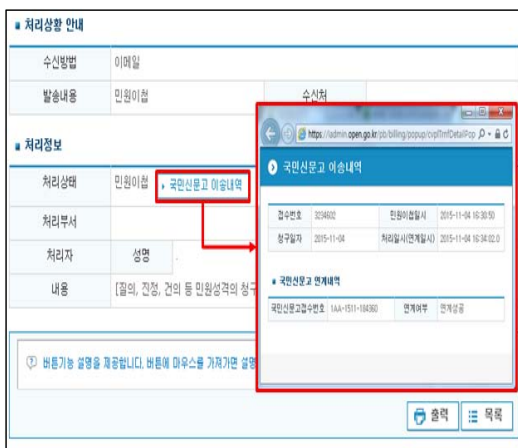 처리상황 안내
수신방법 이메일
발송내용 민원이첩 수신처
처리정보
처리상태 민원이첩 국민신문고 이송내역
처리부서
처리자 성명 .
내용 [질의, 진정, 건의 등 민원성격의 청구
버튼기능 설명을 제공합니다. 버튼에 마우스를 가져가면 설명
출력 목록
https://admin.open.go.kr/pb/billing/popup/cvplTrnfDetailPop
국민신문고 이송내역
접수번호 3234602 민원이첩일시 2015-11-04 16:30:50
청구일자 2015-11-04 처리일시(연계일시) 2015-11-04 16:34:02.0
국민신문고 연계내역
국민신문고접수번호 1AA-1511-184360 연계여부 연계성공